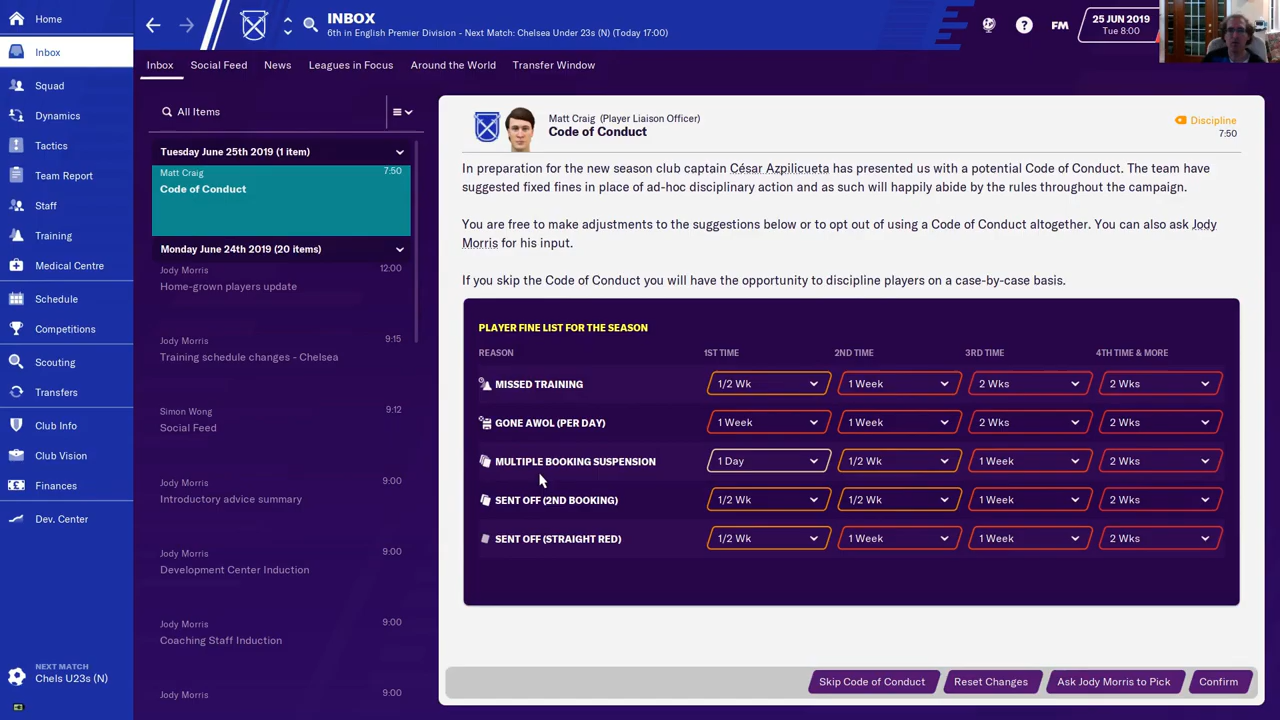 Home
Inbox
Squad
Dynamics
Tactics
Team Report
Staff
Training
Medical Centre
Schedule
Competitions
Scouting
Transfers
Club Info
Club Vision
Finances
Dev. Center
NEXT MATCH
Chels U23s (N)
INBOX
6th in English Premier Division - Next Match: Chelsea Under 23s (N) (Today 17:00)
FM
25 JUN 2019
Tue 8:00
Inbox Social Feed News Leagues in Focus Around the World Transfer Window
All Items
Tuesday June 25th 2019 (1 item)
Matt Craig 7:50
Code of Conduct
Monday June 24th 2019 (20 items)
Jody Morris 12:00
Home-grown players update
Jody Morris 9:15
Training schedule changes - Chelsea
Simon Wong 9:12
Social Feed
Jody Morris 9:00
Introductory advice summary
Jody Morris 9:00
Development Center Induction
Jody Morris 9:00
Coaching Staff Induction
Jody Morris 9:00
Matt Craig (Player Liaison Officer)
Code of Conduct
Discipline
7:50
In preparation for the new season club captain César Azpilicueta has presented us with a potential Code of Conduct. The team have
suggested fixed fines in place of ad-hoc disciplinary action and as such will happily abide by the rules throughout the campaign.
You are free to make adjustments to the suggestions below or to opt out of using a Code of Conduct altogether. You can also ask Jody
Morris for his input.
If you skip the Code of Conduct you will have the opportunity to discipline players on a case-by-case basis.
PLAYER FINE LIST FOR THE SEASON
REASON 1ST TIME 2ND TIME 3RD TIME 4TH TIME & MORE
MISSED TRAINING 1/2 Wk 1 Week 2 Wks 2 Wks
GONE AWOL (PER DAY) 1 Week 1 Week 2 Wks 2 Wks
MULTIPLE BOOKING SUSPENSION 1 Day 1/2 Wk 1 Week 2 Wks
SENT OFF (2ND BOOKING) 1/2 Wk 1/2 Wk 1 Week 2 Wks
SENT OFF (STRAIGHT RED) 1/2 Wk 1 Week 1 Week 2 Wks
Skip Code of Conduct Reset Changes Ask Jody Morris to Pick Confirm